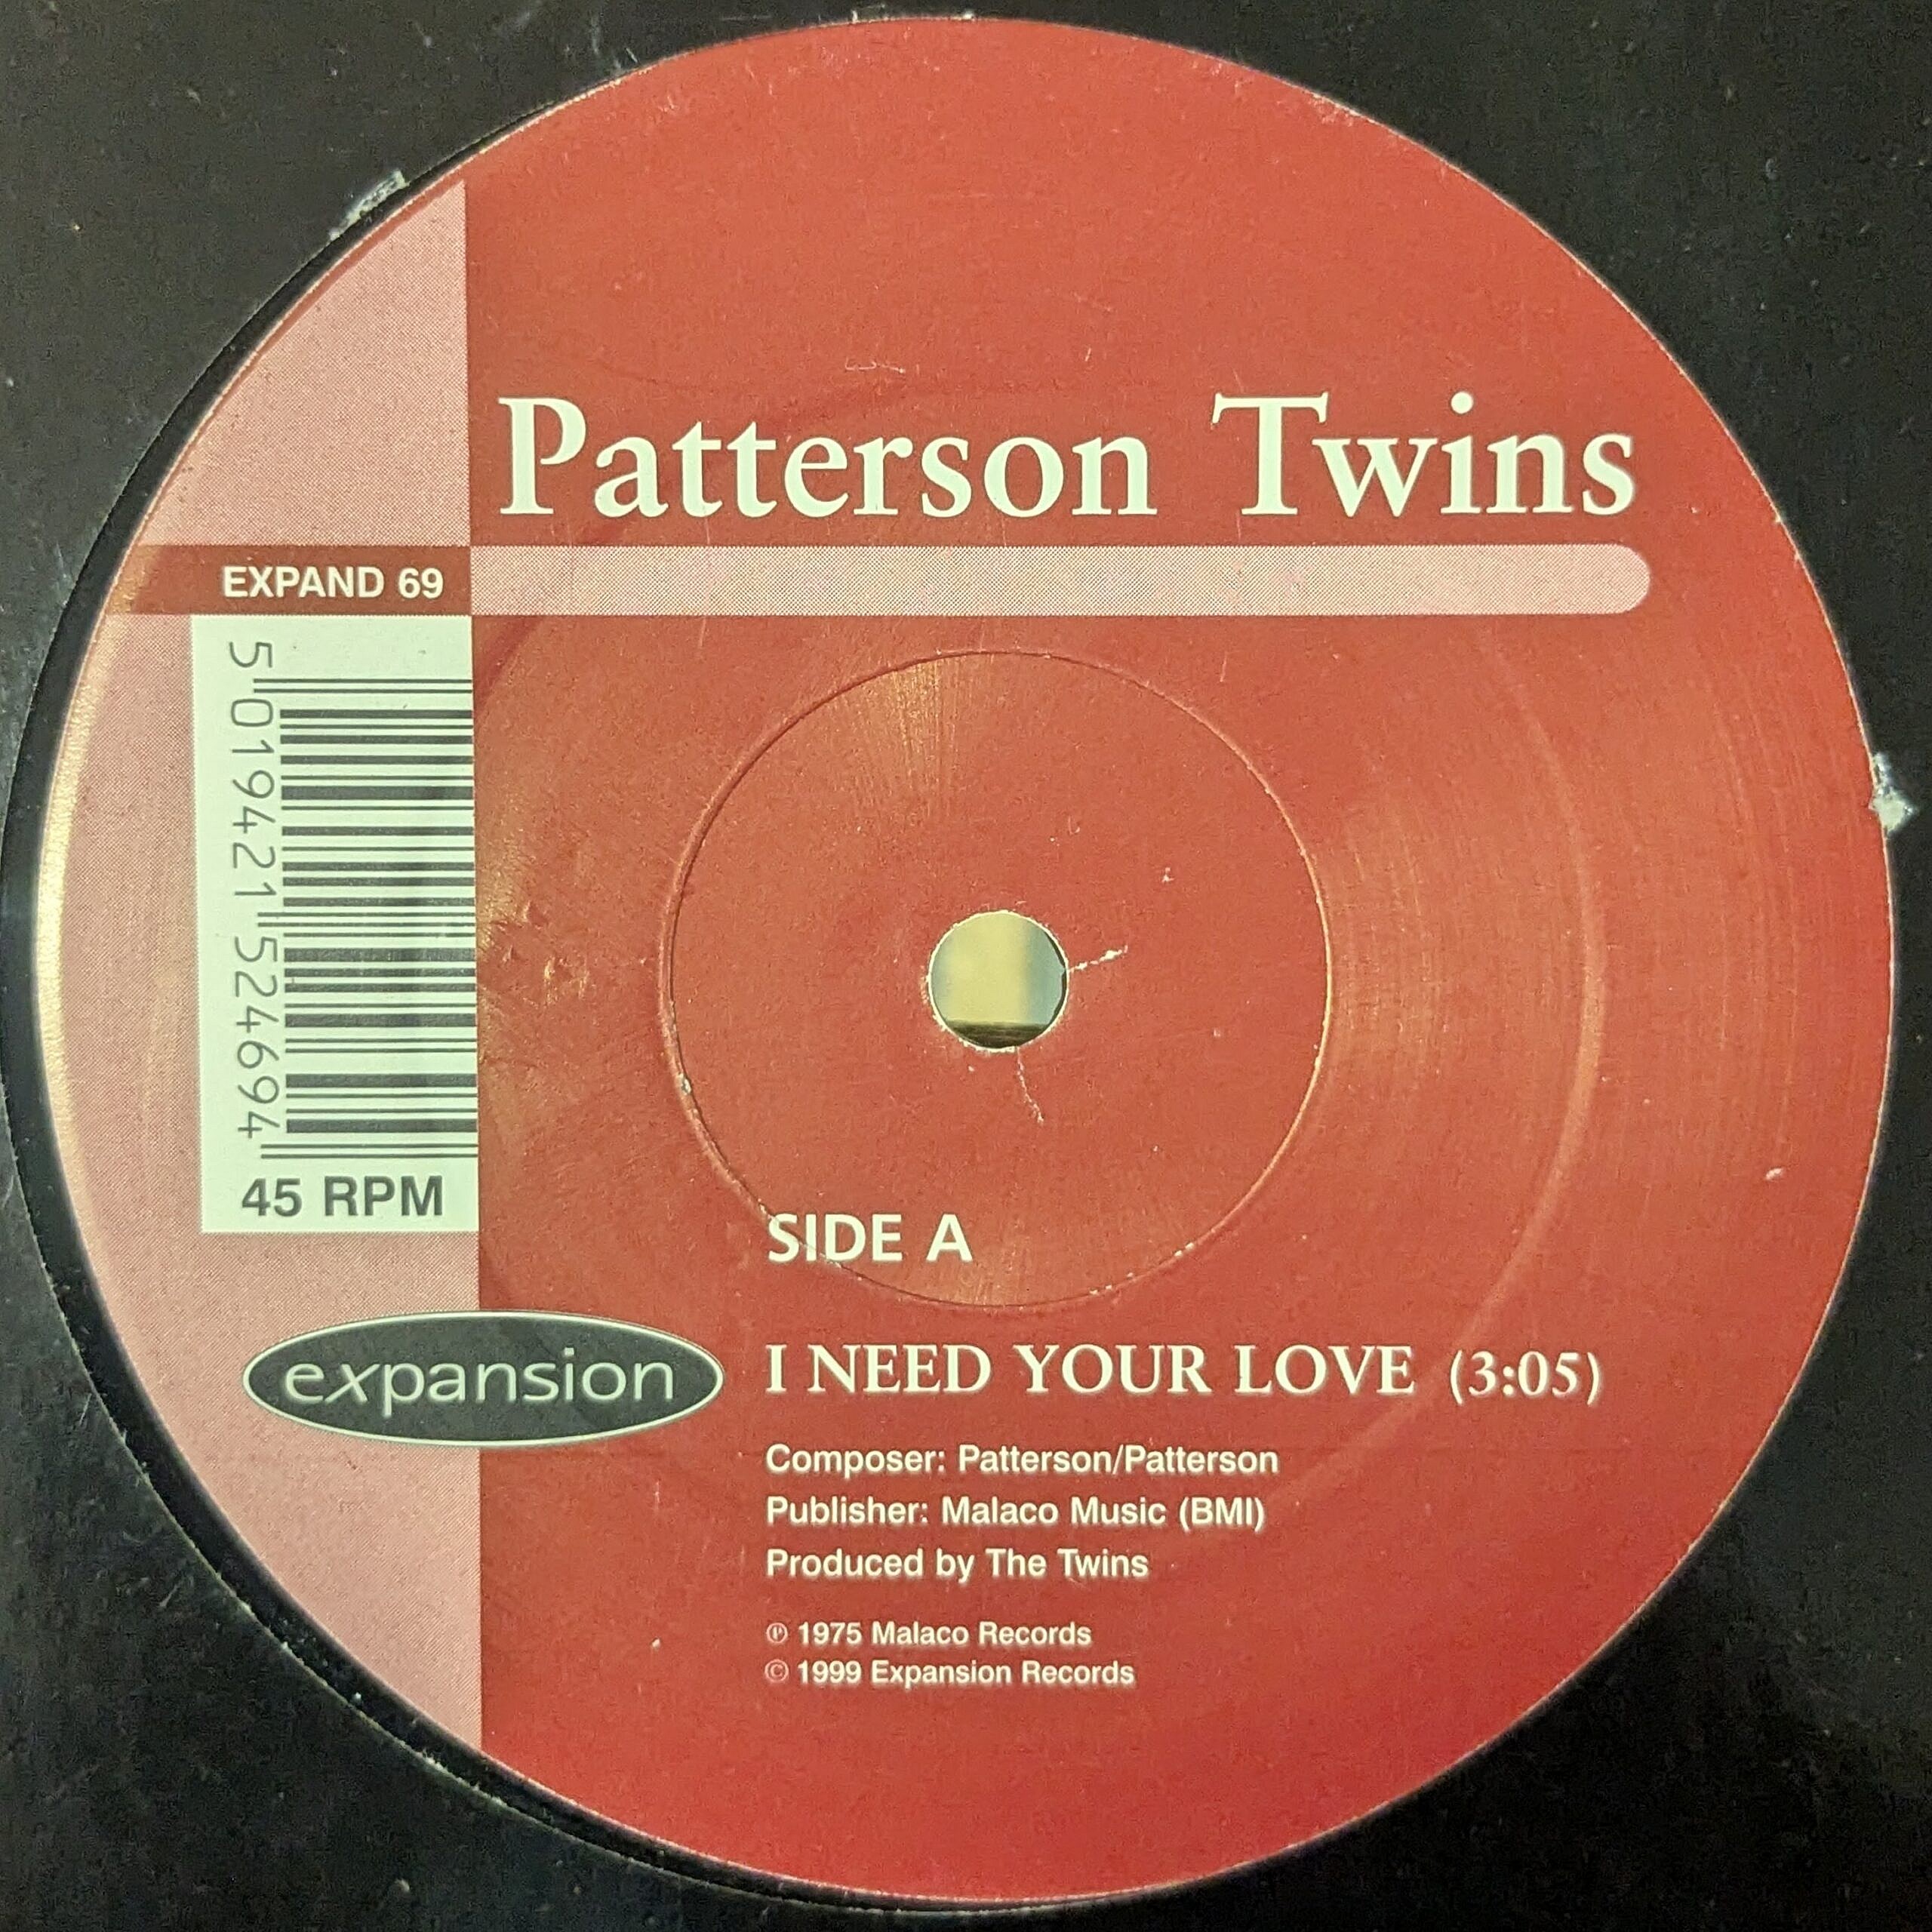 Patterson Twins
EXPAND 69
5 019421 524694
45 RPM
SIDE A
expansion
I NEED YOUR LOVE (3:05)
Composer: Patterson/Patterson
Publisher: Malaco Music (BMI)
Produced by The Twins
℗ 1975 Malaco Records
© 1999 Expansion Records